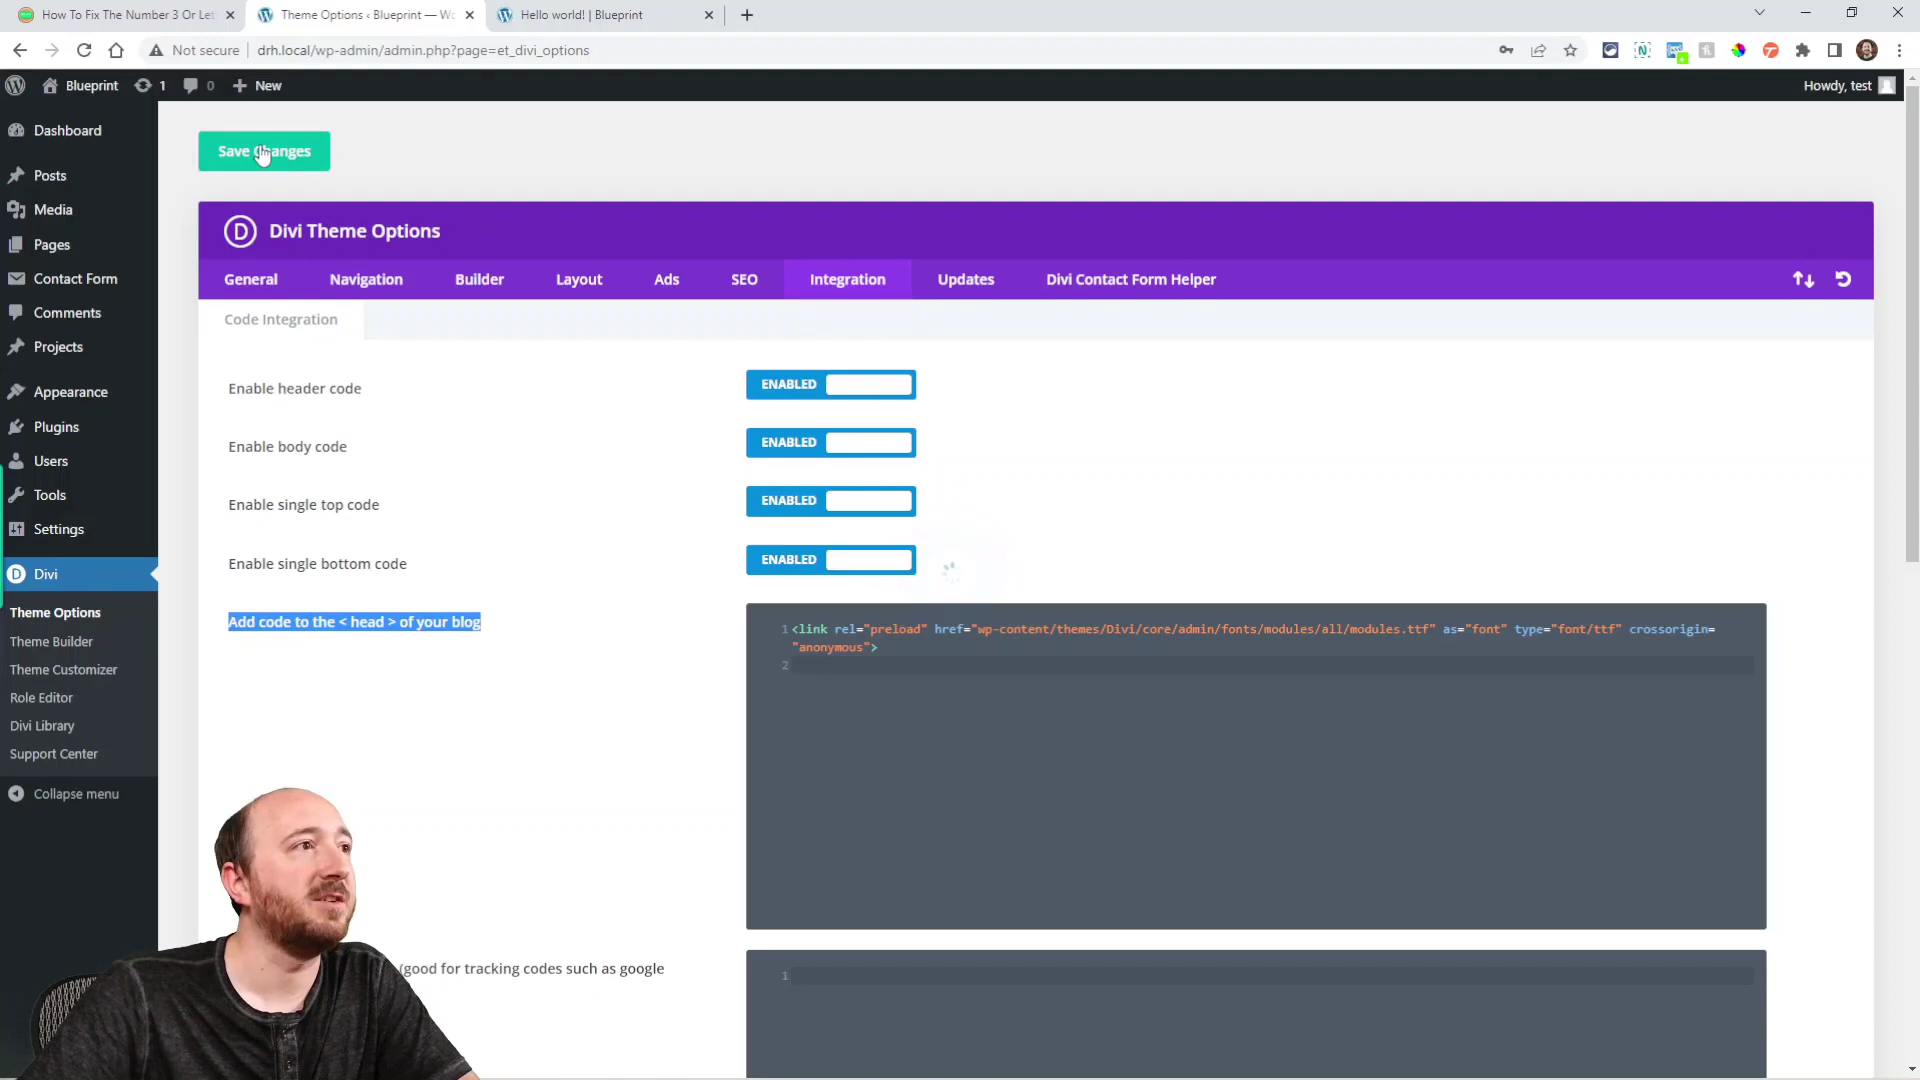 How To Fix The Number 3 Or Let
Theme Options ‹ Blueprint — Wo
Hello world! | Blueprint
Not secure
drh.local/wp-admin/admin.php?page=et_divi_options
Blueprint
1
0
New
Howdy, test
Dashboard
Posts
Media
Pages
Contact Form
Comments
Projects
Appearance
Plugins
Users
Tools
Settings
Divi
Theme Options
Theme Builder
Theme Customizer
Role Editor
Divi Library
Support Center
Collapse menu
Save Changes
D Divi Theme Options
General Navigation Builder Layout Ads SEO Integration Updates Divi Contact Form Helper
Code Integration
Enable header code ENABLED
Enable body code ENABLED
Enable single top code ENABLED
Enable single bottom code ENABLED
Add code to the < head > of your blog
1 <link rel="preload" href="wp-content/themes/Divi/core/admin/fonts/modules/all/modules.ttf" as="font" type="font/ttf" crossorigin=
"anonymous">
2
(good for tracking codes such as google
1